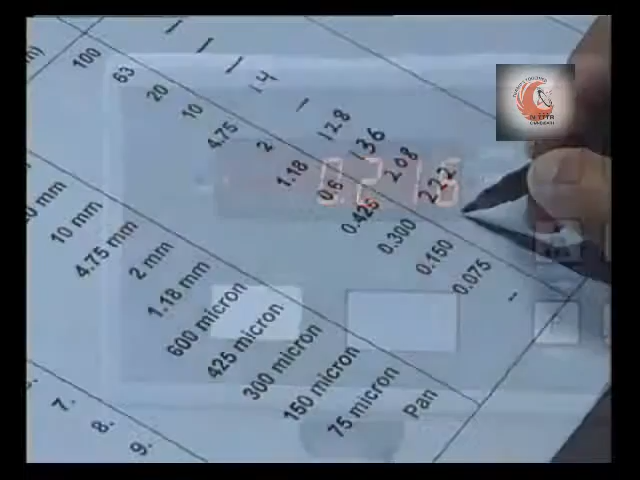 100 —
63 —
20 —
10 mm 10 14
4.75 mm 4.75 –
2 mm 2 128
1.18 mm 1.18 136
600 micron 0.6 208
425 micron 0.425 222
300 micron 0.300
150 micron 0.150
75 micron 0.075
Pan --
7.
8.
9.
0.216